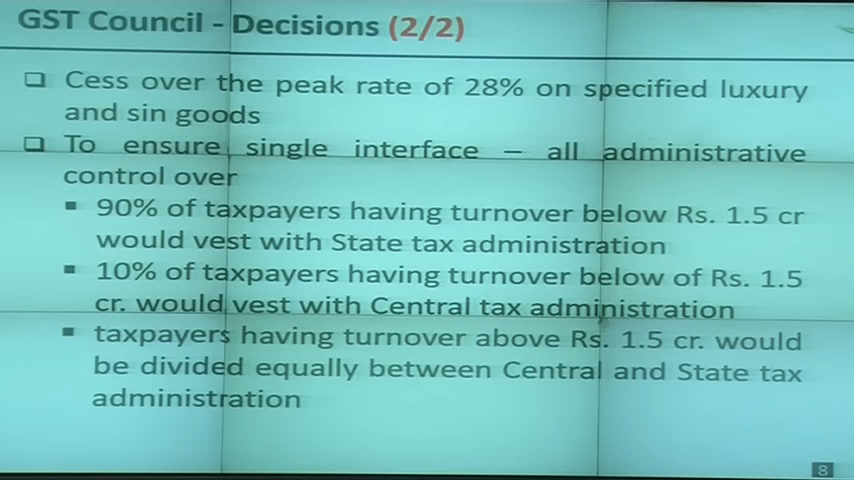 GST Council - Decisions (2/2)
❑ Cess over the peak rate of 28% on specified luxury
and sin goods
❑ To ensure single interface – all administrative
control over
▪ 90% of taxpayers having turnover below Rs. 1.5 cr
would vest with State tax administration
▪ 10% of taxpayers having turnover below of Rs. 1.5
cr. would vest with Central tax administration
▪ taxpayers having turnover above Rs. 1.5 cr. would
be divided equally between Central and State tax
administration
8